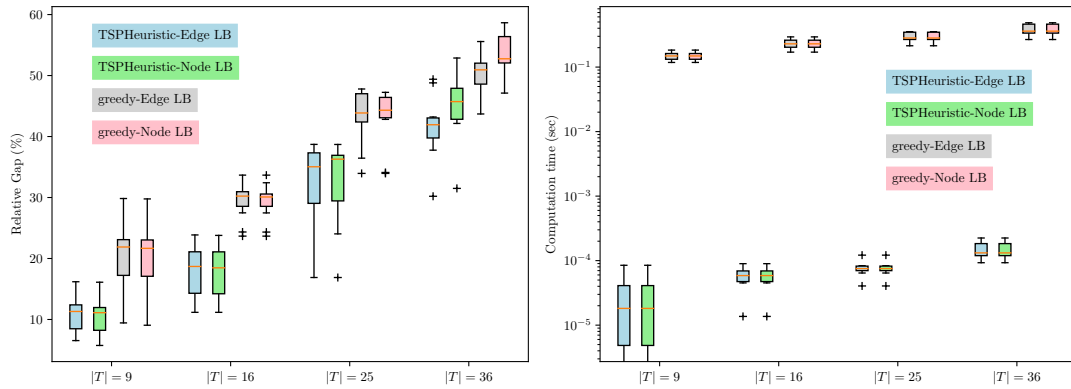 60
50
40
30
20
10
Relative Gap (%)
TSPHeuristic-Edge LB
TSPHeuristic-Node LB
greedy-Edge LB
greedy-Node LB
|T| = 9
|T| = 16
|T| = 25
|T| = 36
10⁻¹
10⁻²
10⁻³
10⁻⁴
10⁻⁵
Computation time (sec)
TSPHeuristic-Edge LB
TSPHeuristic-Node LB
greedy-Edge LB
greedy-Node LB
|T| = 9
|T| = 16
|T| = 25
|T| = 36